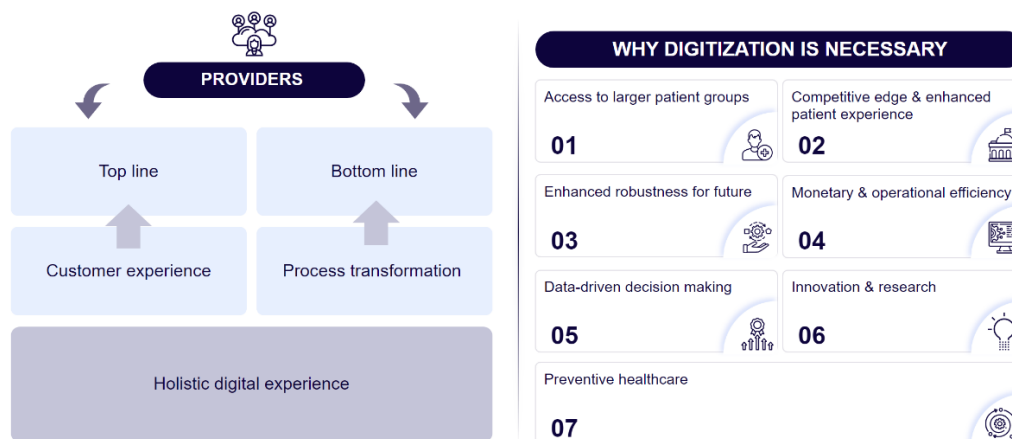 PROVIDERS
Top line
Bottom line
Customer experience
Process transformation
Holistic digital experience
WHY DIGITIZATION IS NECESSARY
Access to larger patient groups
01
Competitive edge & enhanced
patient experience
02
Enhanced robustness for future
03
Monetary & operational efficiency
04
Data-driven decision making
05
Innovation & research
06
Preventive healthcare
07